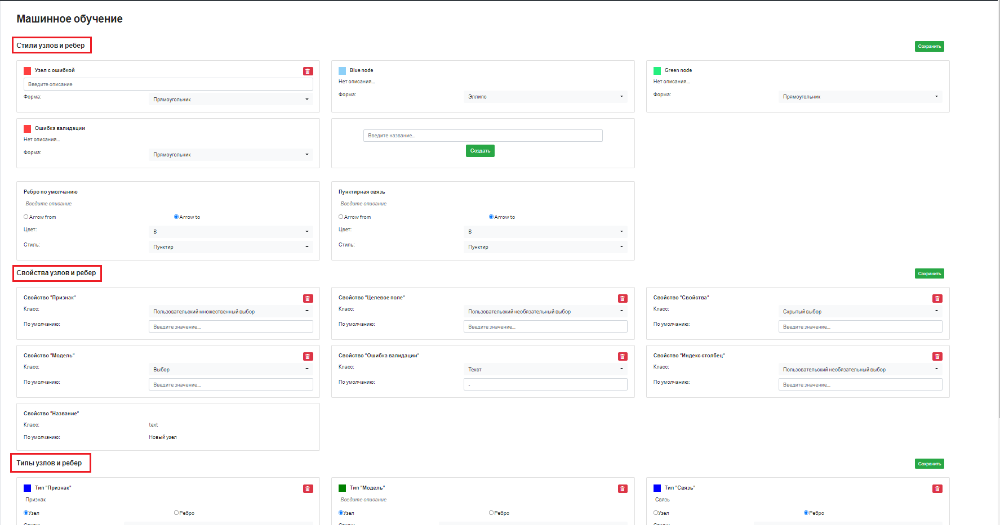 Машинное обучение
Стили узлов и ребер
Сохранить
Узел с ошибкой
Введите описание
Форма:
Прямоугольник
Blue node
Нет описания...
Форма:
Эллипс
Green node
Нет описания...
Форма:
Прямоугольник
Ошибка валидации
Нет описания...
Форма:
Прямоугольник
Введите название...
Создать
Ребро по умолчанию
Введите описание
Arrow from
Arrow to
Цвет:
B
Стиль:
Пунктир
Пунктирная связь
Введите описание
Arrow from
Arrow to
Цвет:
B
Стиль:
Пунктир
Свойства узлов и ребер
Сохранить
Свойство "Признак"
Класс:
Пользовательский множественный выбор
По умолчанию:
Введите значение...
Свойство "Целевое поле"
Класс:
Пользовательский необязательный выбор
По умолчанию:
Введите значение...
Свойство "Свойства"
Класс:
Скрытый выбор
По умолчанию:
Введите значение...
Свойство "Модель"
Класс:
Выбор
По умолчанию:
Введите значение...
Свойство "Ошибка валидации"
Класс:
Текст
По умолчанию:
-
Свойство "Индекс столбец"
Класс:
Пользовательский необязательный выбор
По умолчанию:
Введите значение...
Свойство "Название"
Класс:
text
По умолчанию:
Новый узел
Типы узлов и ребер
Сохранить
Тип "Признак"
Признак
Узел
Ребро
Тип "Модель"
Введите описание
Узел
Ребро
Тип "Связь"
Связь
Узел
Ребро